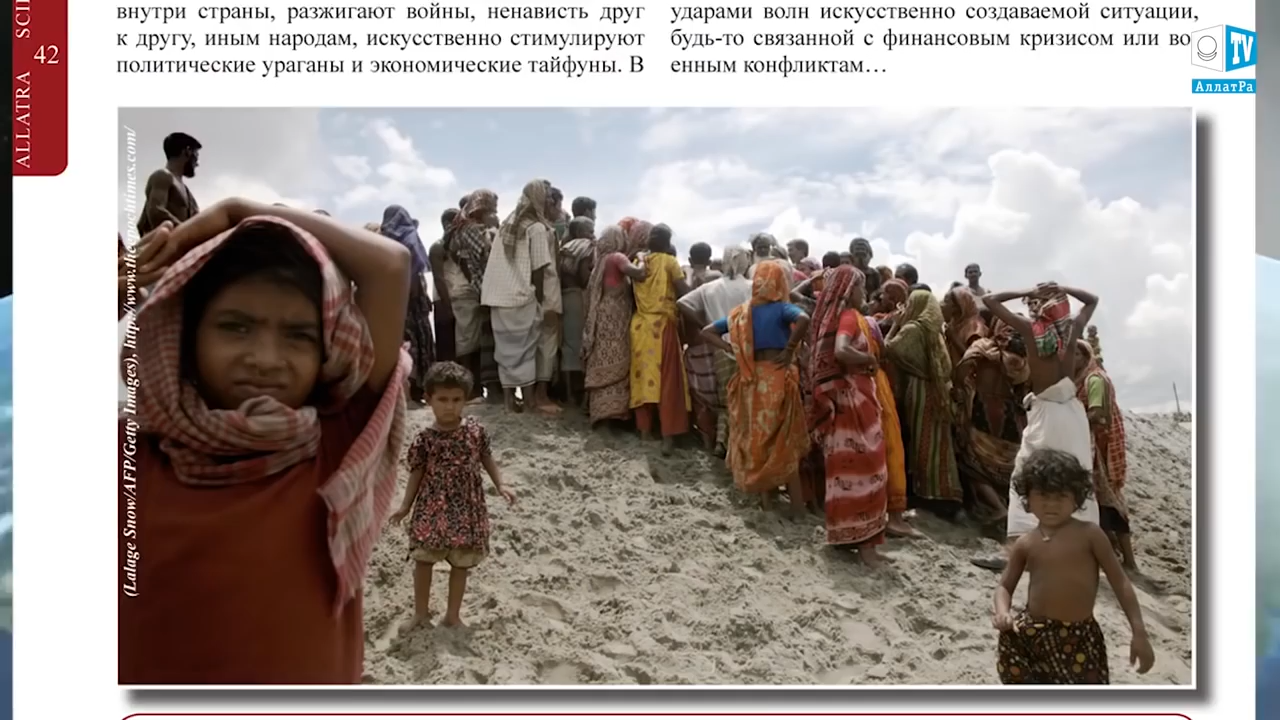 внутри страны, разжигают войны, ненависть друг
к другу, иным народам, искусственно стимулируют
политические ураганы и экономические тайфуны. В
ударами волн искусственно создаваемой ситуации,
будь-то связанной с финансовым кризисом или во
енным конфликтам…
42
ALLATRA SCI
TV
АллатРа
(Lalage Snow/AFP/Getty Images), http://www.theepochtimes.com/